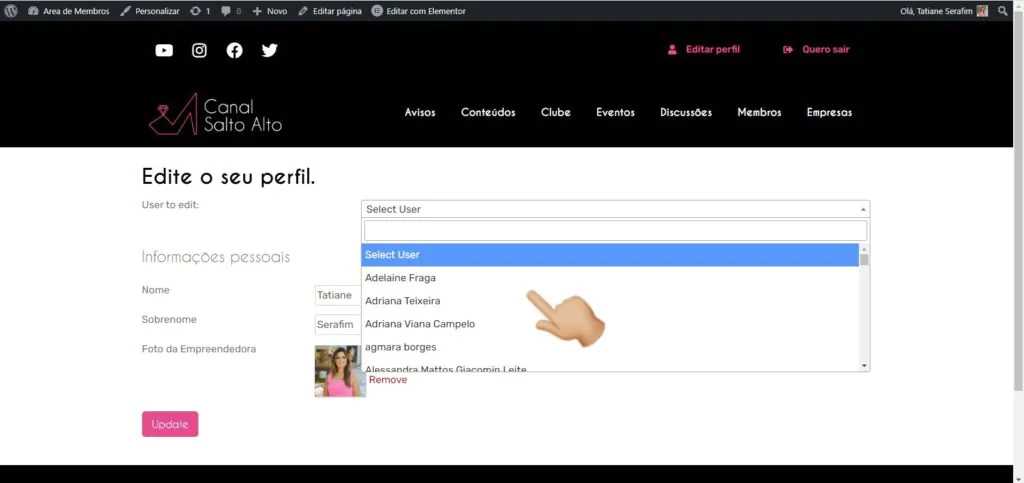 Area de Membros Personalizar 1 0 Novo Editar página Editar com Elementor Olá, Tatiane Serafim
Editar perfil Quero sair
Canal
Salto Alto
Avisos Conteúdos Clube Eventos Discussões Membros Empresas
Edite o seu perfil.
User to edit: Select User
Select User
Informações pessoais
Adelaine Fraga
Nome Tatiane
Adriana Teixeira
Sobrenome Serafim
Adriana Viana Campelo
Foto da Empreendedora
agmara borges
Alessandra Mattos Giacomin Leite
Remove
Update